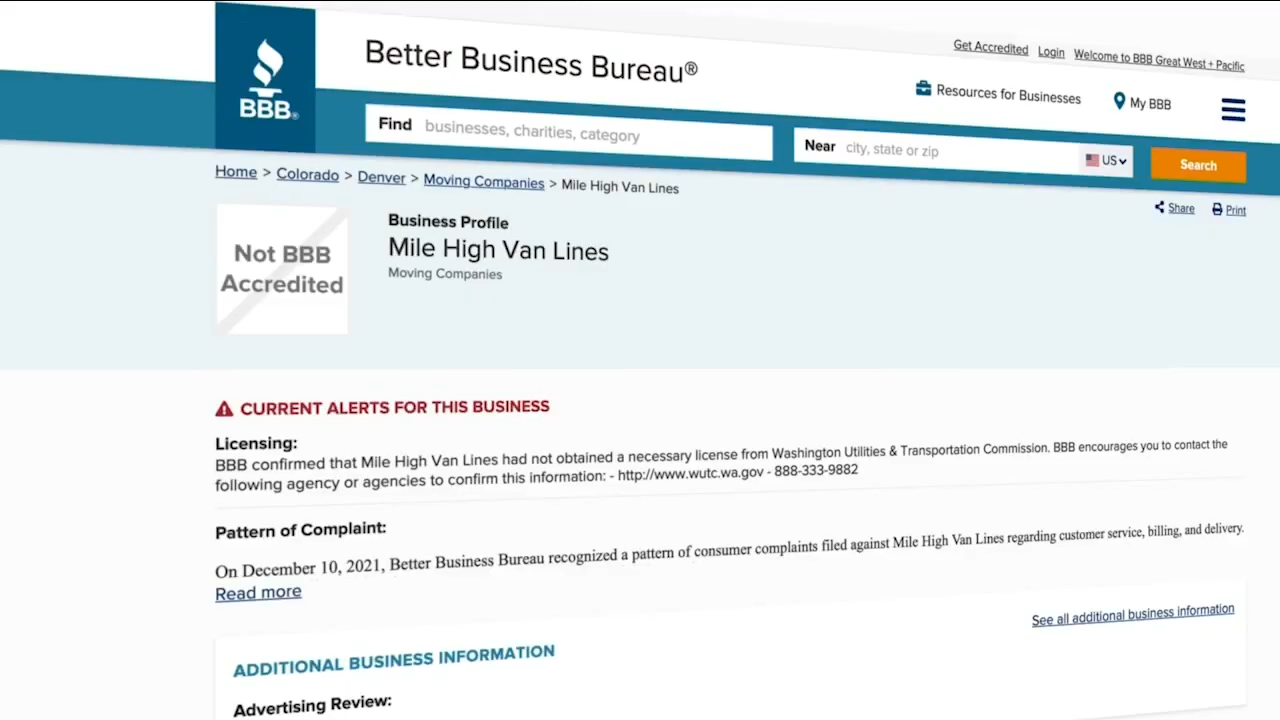 Get Accredited Login Welcome to BBB Great West + Pacific
Better Business Bureau®
Resources for Businesses My BBB
BBB®
Find businesses, charities, category Near city, state or zip US Search
Home > Colorado > Denver > Moving Companies > Mile High Van Lines
Share Print
Not BBB
Accredited
Business Profile
Mile High Van Lines
Moving Companies
CURRENT ALERTS FOR THIS BUSINESS
Licensing:
BBB confirmed that Mile High Van Lines had not obtained a necessary license from Washington Utilities & Transportation Commission. BBB encourages you to contact the
following agency or agencies to confirm this information: - http://www.wutc.wa.gov - 888-333-9882
Pattern of Complaint:
On December 10, 2021, Better Business Bureau recognized a pattern of consumer complaints filed against Mile High Van Lines regarding customer service, billing, and delivery.
Read more
See all additional business information
ADDITIONAL BUSINESS INFORMATION
Advertising Review: